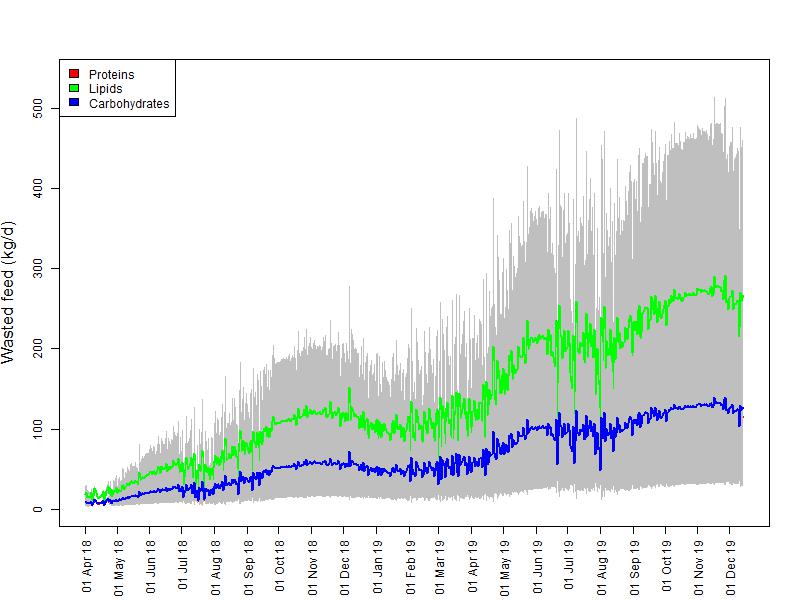 Proteins
Lipids
Carbohydrates
Wasted feed (kg/d)
500
400
300
200
100
0
01 Apr 18
01 May 18
01 Jun 18
01 Jul 18
01 Aug 18
01 Sep 18
01 Oct 18
01 Nov 18
01 Dec 18
01 Jan 19
01 Feb 19
01 Mar 19
01 Apr 19
01 May 19
01 Jun 19
01 Jul 19
01 Aug 19
01 Sep 19
01 Oct 19
01 Nov 19
01 Dec 19